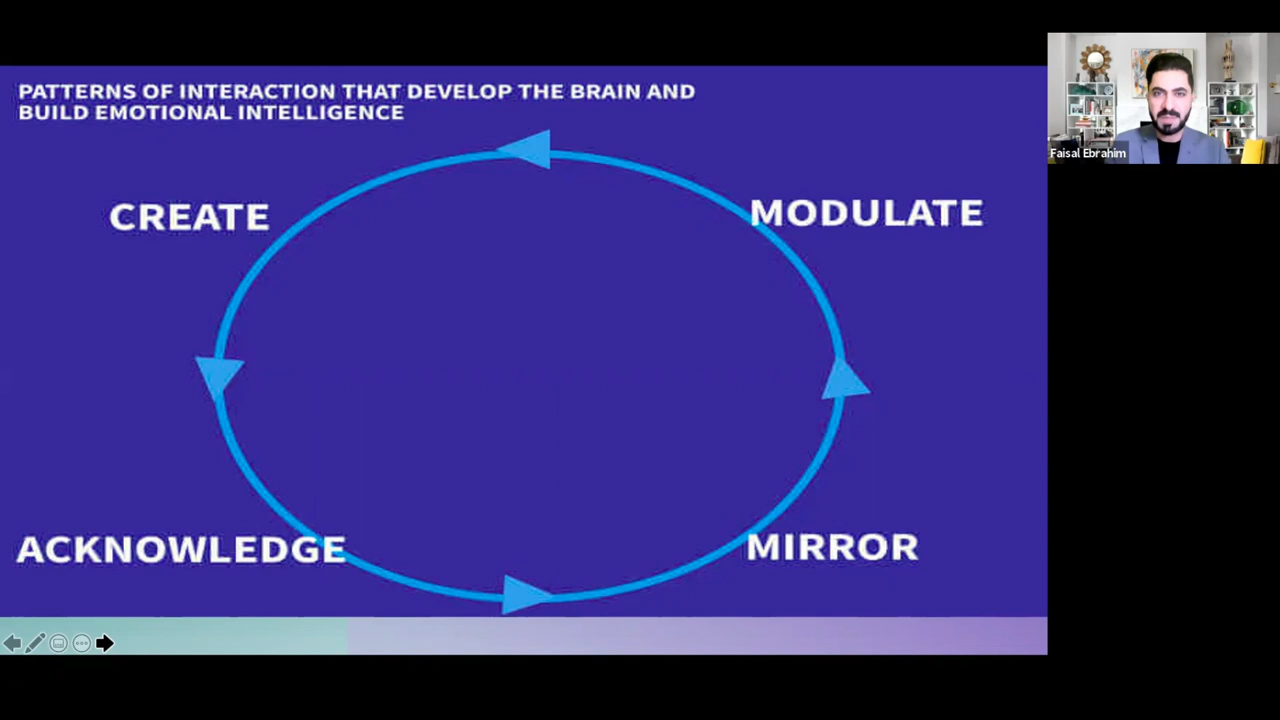 PATTERNS OF INTERACTION THAT DEVELOP THE BRAIN AND
BUILD EMOTIONAL INTELLIGENCE
CREATE
MODULATE
ACKNOWLEDGE
MIRROR
Faisal Ebrahim